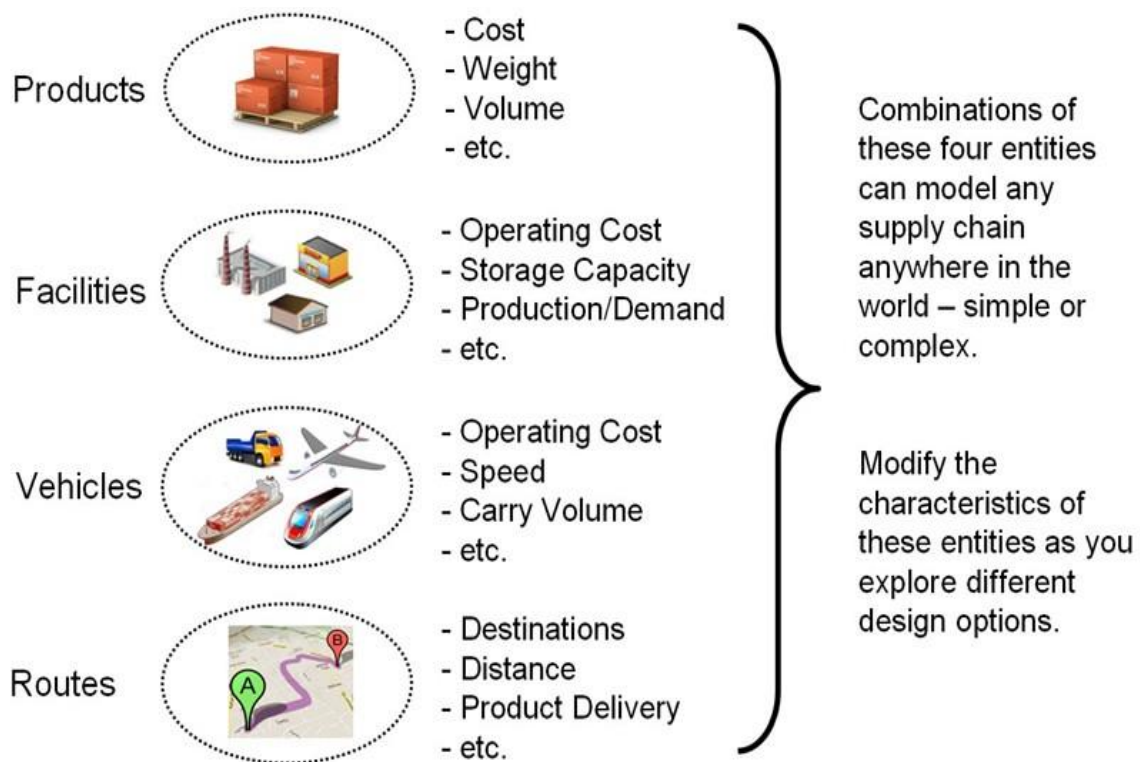 Products
- Cost
- Weight
- Volume
- etc.
Facilities
- Operating Cost
- Storage Capacity
- Production/Demand
- etc.
Vehicles
- Operating Cost
- Speed
- Carry Volume
- etc.
Routes
A
B
- Destinations
- Distance
- Product Delivery
- etc.
Combinations of
these four entities
can model any
supply chain
anywhere in the
world – simple or
complex.
Modify the
characteristics of
these entities as you
explore different
design options.